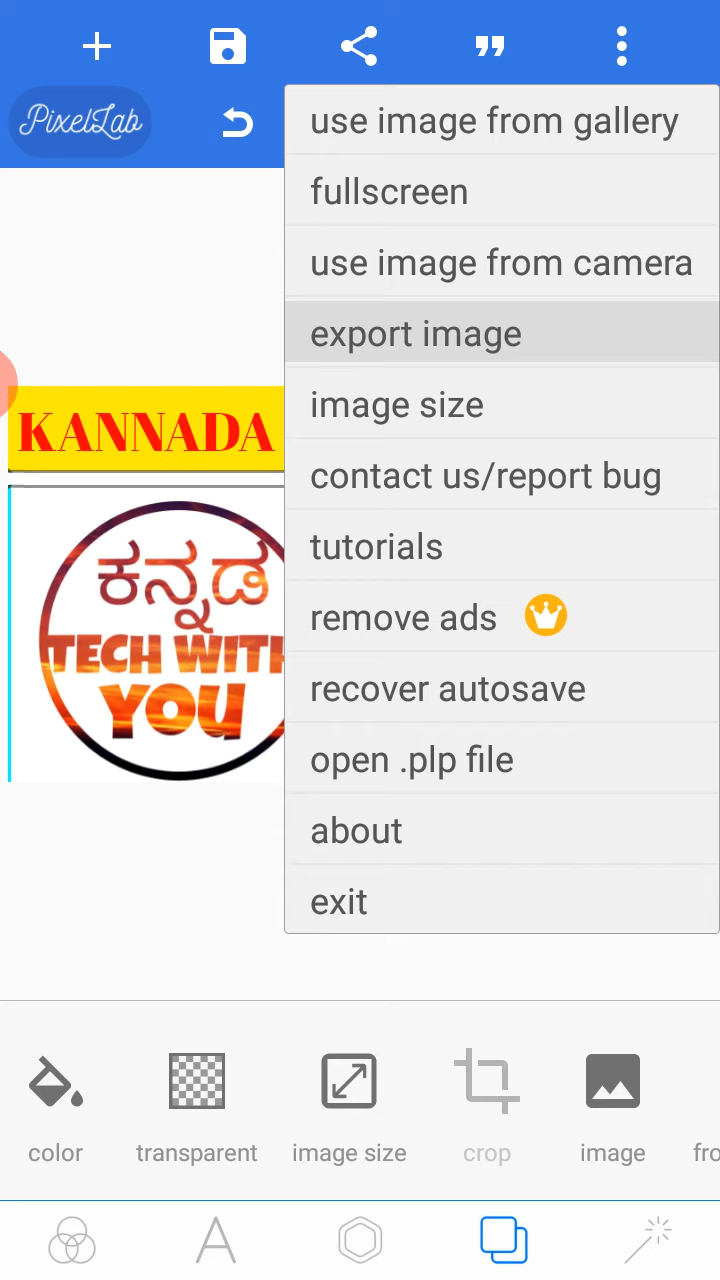 PixelLab
use image from gallery
fullscreen
use image from camera
export image
image size
contact us/report bug
tutorials
remove ads
recover autosave
open .plp file
about
exit
KANNADA
ಕನ್ನಡ
TECH WITH
YOU
color
transparent
image size
crop
image
fro